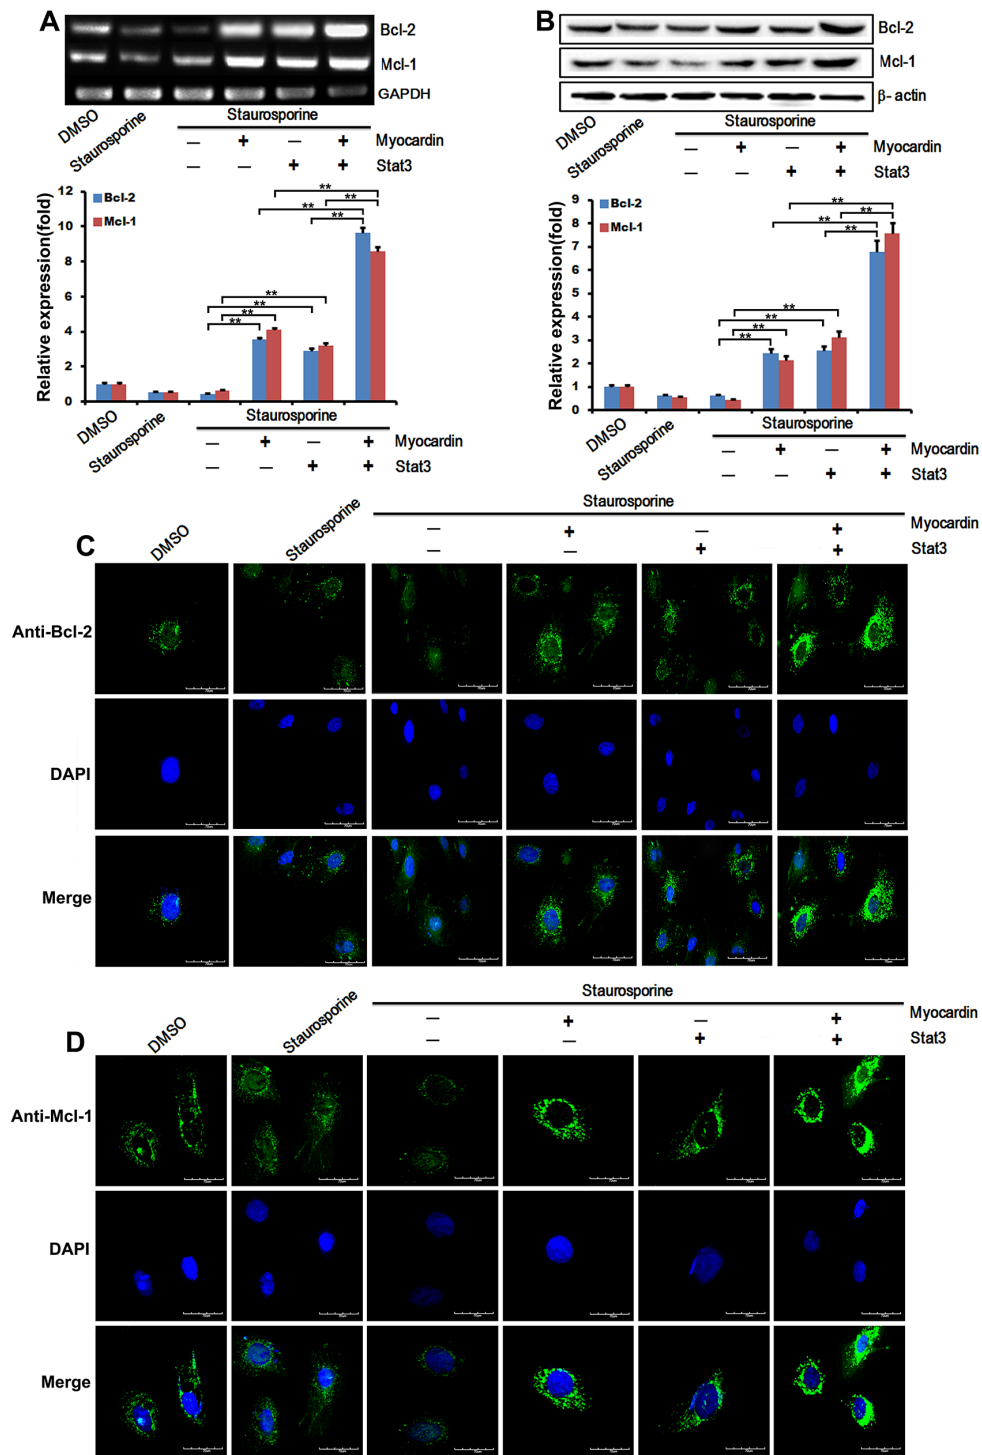 A
Bcl-2
Mcl-1
GAPDH
DMSO
Staurosporine
Staurosporine
— + — + Myocardin
— — + + Stat3
Relative expression(fold)
12
10
8
6
4
2
0
Bcl-2
Mcl-1
**
**
**
**
**
**
**
**
DMSO
Staurosporine
Staurosporine
— + — + Myocardin
— — + + Stat3
B
Bcl-2
Mcl-1
β- actin
DMSO
Staurosporine
Staurosporine
— + — + Myocardin
— — + + Stat3
Relative expression(fold)
9
8
7
6
5
4
3
2
1
0
Bcl-2
Mcl-1
**
**
**
**
**
**
**
**
DMSO
Staurosporine
Staurosporine
— + — + Myocardin
— — + + Stat3
C
DMSO
Staurosporine
Staurosporine
— + — + Myocardin
— — + + Stat3
Anti-Bcl-2
DAPI
Merge
D
DMSO
Staurosporine
Staurosporine
— + — + Myocardin
— — + + Stat3
Anti-Mcl-1
DAPI
Merge